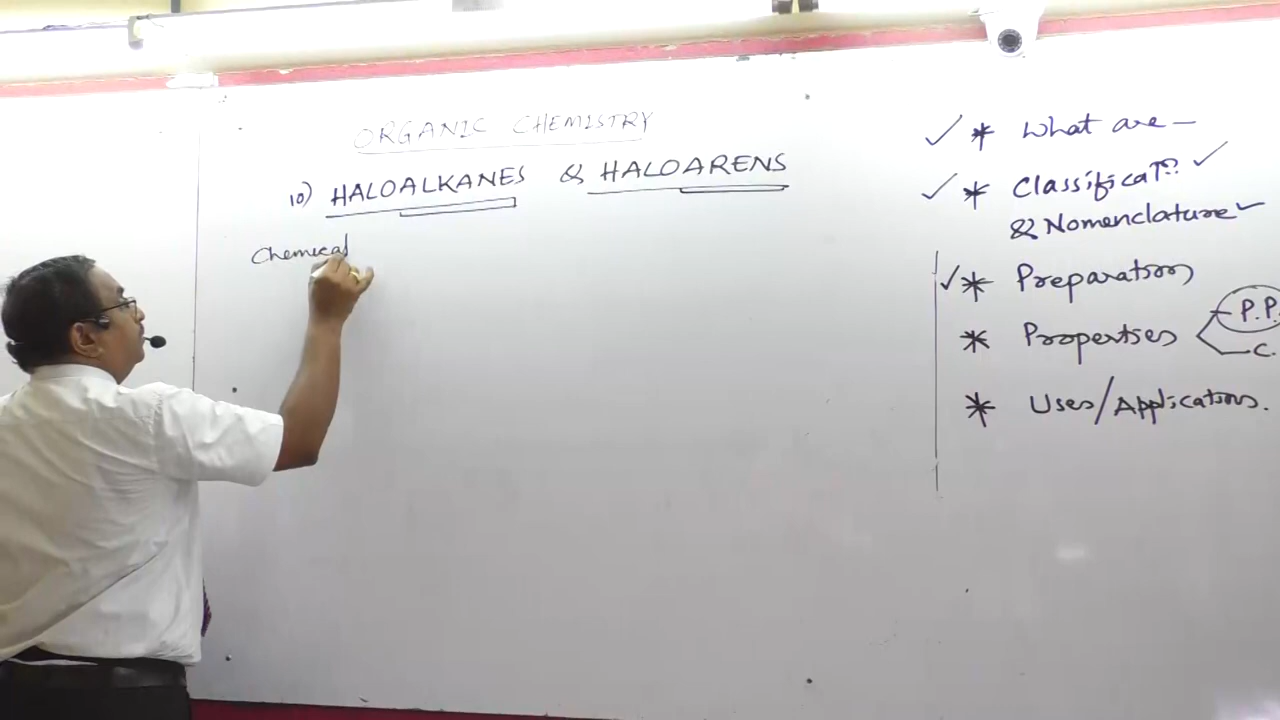 ORGANIC CHEMISTRY
10) HALOALKANES & HALOARENS
Chemical
✓ * What are —
✓ * Classificatn ✓
& Nomenclature ✓
✓ * Preparation
* Properties P.P.
C.
* Uses/Applications.